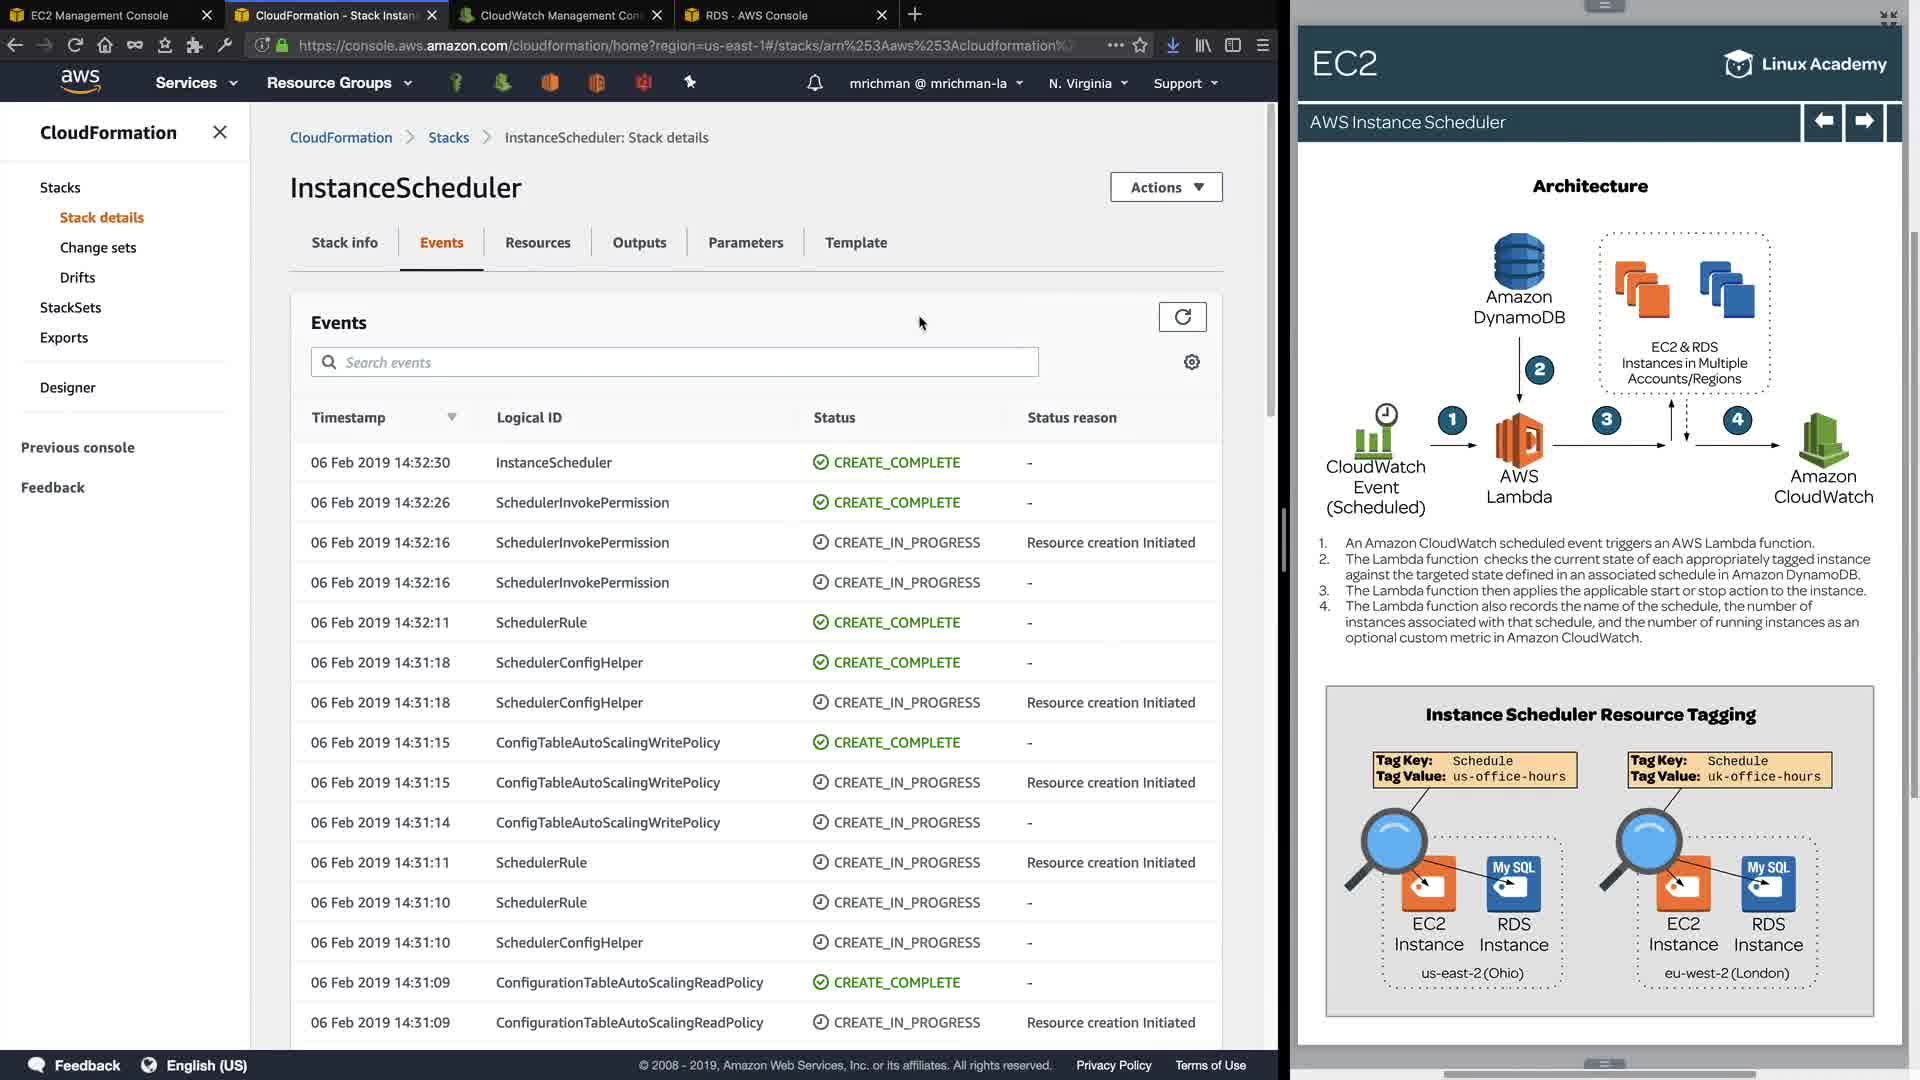 EC2 Management Console
CloudFormation - Stack Instan
CloudWatch Management Con
RDS · AWS Console
https://console.aws.amazon.com/cloudformation/home?region=us-east-1#/stacks/arn%253Aaws%253Acloudformation%
aws
Services
Resource Groups
mrichman @ mrichman-la
N. Virginia
Support
CloudFormation
Stacks
Stack details
Change sets
Drifts
StackSets
Exports
Designer
Previous console
Feedback
CloudFormation
Stacks
InstanceScheduler: Stack details
InstanceScheduler
Actions
Stack info
Events
Resources
Outputs
Parameters
Template
Events
Search events
Timestamp Logical ID Status Status reason
06 Feb 2019 14:32:30 InstanceScheduler CREATE_COMPLETE -
06 Feb 2019 14:32:26 SchedulerInvokePermission CREATE_COMPLETE -
06 Feb 2019 14:32:16 SchedulerInvokePermission CREATE_IN_PROGRESS Resource creation Initiated
06 Feb 2019 14:32:16 SchedulerInvokePermission CREATE_IN_PROGRESS -
06 Feb 2019 14:32:11 SchedulerRule CREATE_COMPLETE -
06 Feb 2019 14:31:18 SchedulerConfigHelper CREATE_COMPLETE -
06 Feb 2019 14:31:18 SchedulerConfigHelper CREATE_IN_PROGRESS Resource creation Initiated
06 Feb 2019 14:31:15 ConfigTableAutoScalingWritePolicy CREATE_COMPLETE -
06 Feb 2019 14:31:15 ConfigTableAutoScalingWritePolicy CREATE_IN_PROGRESS Resource creation Initiated
06 Feb 2019 14:31:14 ConfigTableAutoScalingWritePolicy CREATE_IN_PROGRESS -
06 Feb 2019 14:31:11 SchedulerRule CREATE_IN_PROGRESS Resource creation Initiated
06 Feb 2019 14:31:10 SchedulerRule CREATE_IN_PROGRESS -
06 Feb 2019 14:31:10 SchedulerConfigHelper CREATE_IN_PROGRESS -
06 Feb 2019 14:31:09 ConfigurationTableAutoScalingReadPolicy CREATE_COMPLETE -
06 Feb 2019 14:31:09 ConfigurationTableAutoScalingReadPolicy CREATE_IN_PROGRESS Resource creation Initiated
Feedback
English (US)
© 2008 - 2019, Amazon Web Services, Inc. or its affiliates. All rights reserved.
Privacy Policy
Terms of Use
EC2
Linux Academy
AWS Instance Scheduler
Architecture
Amazon
DynamoDB
EC2 & RDS
Instances in Multiple
Accounts/Regions
2
1
3
4
CloudWatch
Event
(Scheduled)
AWS
Lambda
Amazon
CloudWatch
1. An Amazon CloudWatch scheduled event triggers an AWS Lambda function.
2. The Lambda function checks the current state of each appropriately tagged instance
against the targeted state defined in an associated schedule in Amazon DynamoDB.
3. The Lambda function then applies the applicable start or stop action to the instance.
4. The Lambda function also records the name of the schedule, the number of
instances associated with that schedule, and the number of running instances as an
optional custom metric in Amazon CloudWatch.
Instance Scheduler Resource Tagging
Tag Key: Schedule
Tag Value: us-office-hours
Tag Key: Schedule
Tag Value: uk-office-hours
My SQL
My SQL
EC2
Instance
RDS
Instance
EC2
Instance
RDS
Instance
us-east-2 (Ohio)
eu-west-2 (London)